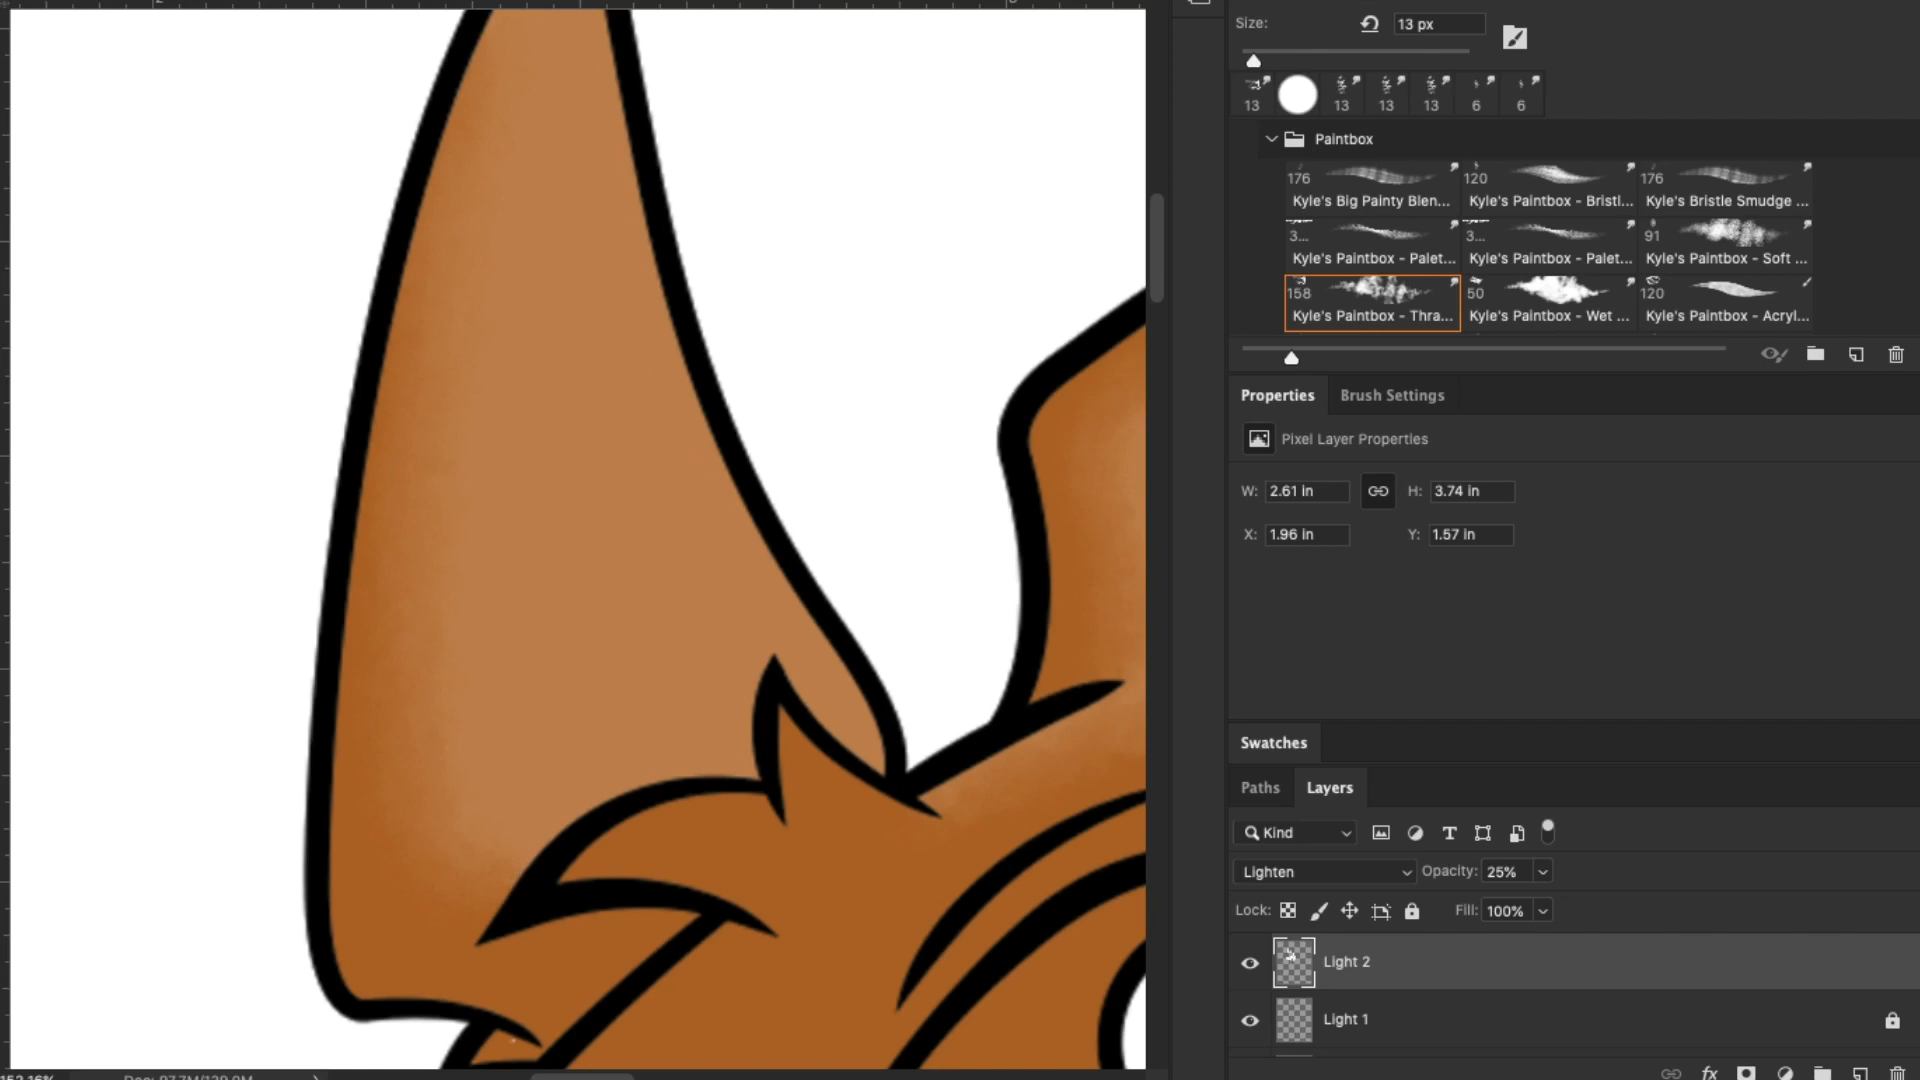 Size:
13 px
13
13
13
13
6
6
Paintbox
176
120
176
Kyle's Big Painty Blen...
Kyle's Paintbox - Bristl...
Kyle's Bristle Smudge ...
3...
3...
91
Kyle's Paintbox - Palet...
Kyle's Paintbox - Palet...
Kyle's Paintbox - Soft ...
158
50
120
Kyle's Paintbox - Thra...
Kyle's Paintbox - Wet ...
Kyle's Paintbox - Acryl...
Properties
Brush Settings
Pixel Layer Properties
W: 2.61 in
H: 3.74 in
X: 1.96 in
Y: 1.57 in
Swatches
Paths
Layers
Kind
Lighten
Opacity: 25%
Lock:
Fill: 100%
Light 2
Light 1
fx